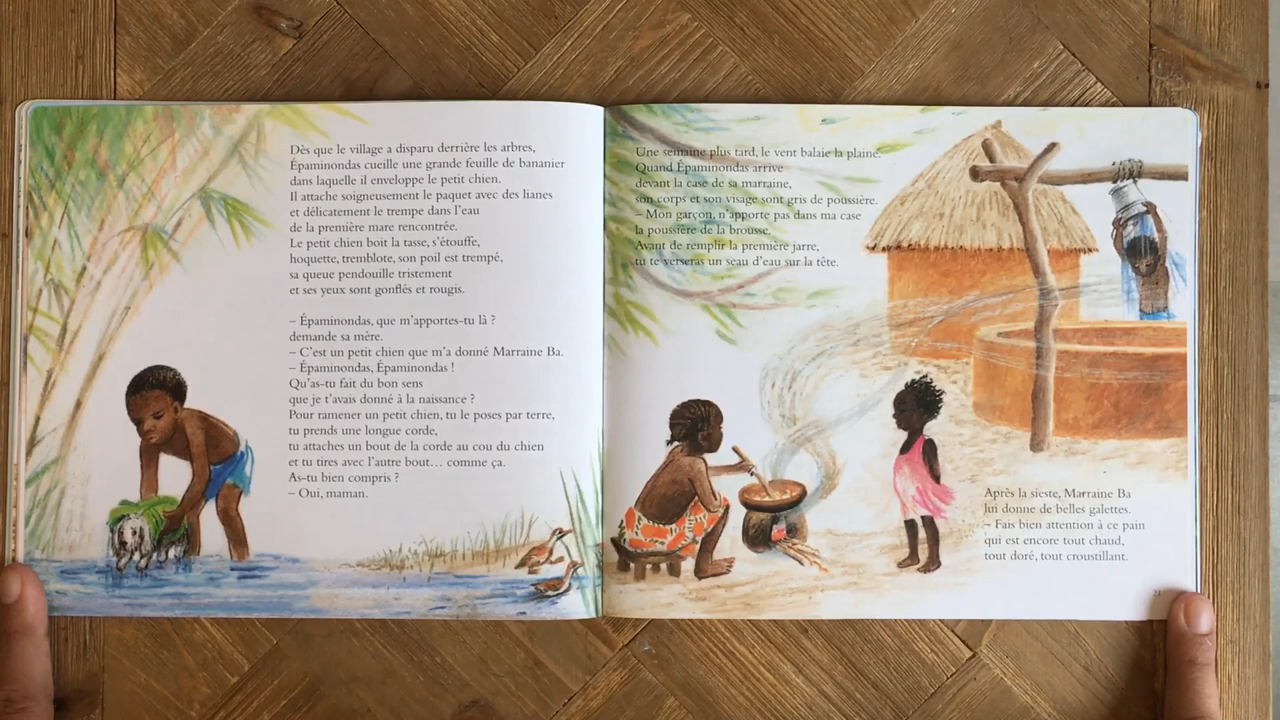 Dès que le village a disparu derrière les arbres,
Épaminondas cueille une grande feuille de bananier
dans laquelle il enveloppe le petit chien.
Il attache soigneusement le paquet avec des lianes
et délicatement le trempe dans l'eau
de la première mare rencontrée.
Le petit chien boit la tasse, s'étouffe,
hoquette, tremblote, son poil est trempé,
sa queue pendouille tristement
et ses yeux sont gonflés et rougis.
– Épaminondas, que m'apportes-tu là ?
demande sa mère.
– C'est un petit chien que m'a donné Marraine Ba.
– Épaminondas, Épaminondas !
Qu'as-tu fait du bon sens
que je t'avais donné à la naissance ?
Pour ramener un petit chien, tu le poses par terre,
tu prends une longue corde,
tu attaches un bout de la corde au cou du chien
et tu tires avec l'autre bout… comme ça.
As-tu bien compris ?
– Oui, maman.
Une semaine plus tard, le vent balaie la plaine.
Quand Épaminondas arrive
devant la case de sa marraine,
son corps et son visage sont gris de poussière.
– Mon garçon, n'apporte pas dans ma case
la poussière de la brousse.
Avant de remplir la première jarre,
tu te verseras un seau d'eau sur la tête.
Après la sieste, Marraine Ba
lui donne de belles galettes.
– Fais bien attention à ce pain
qui est encore tout chaud,
tout doré, tout croustillant.